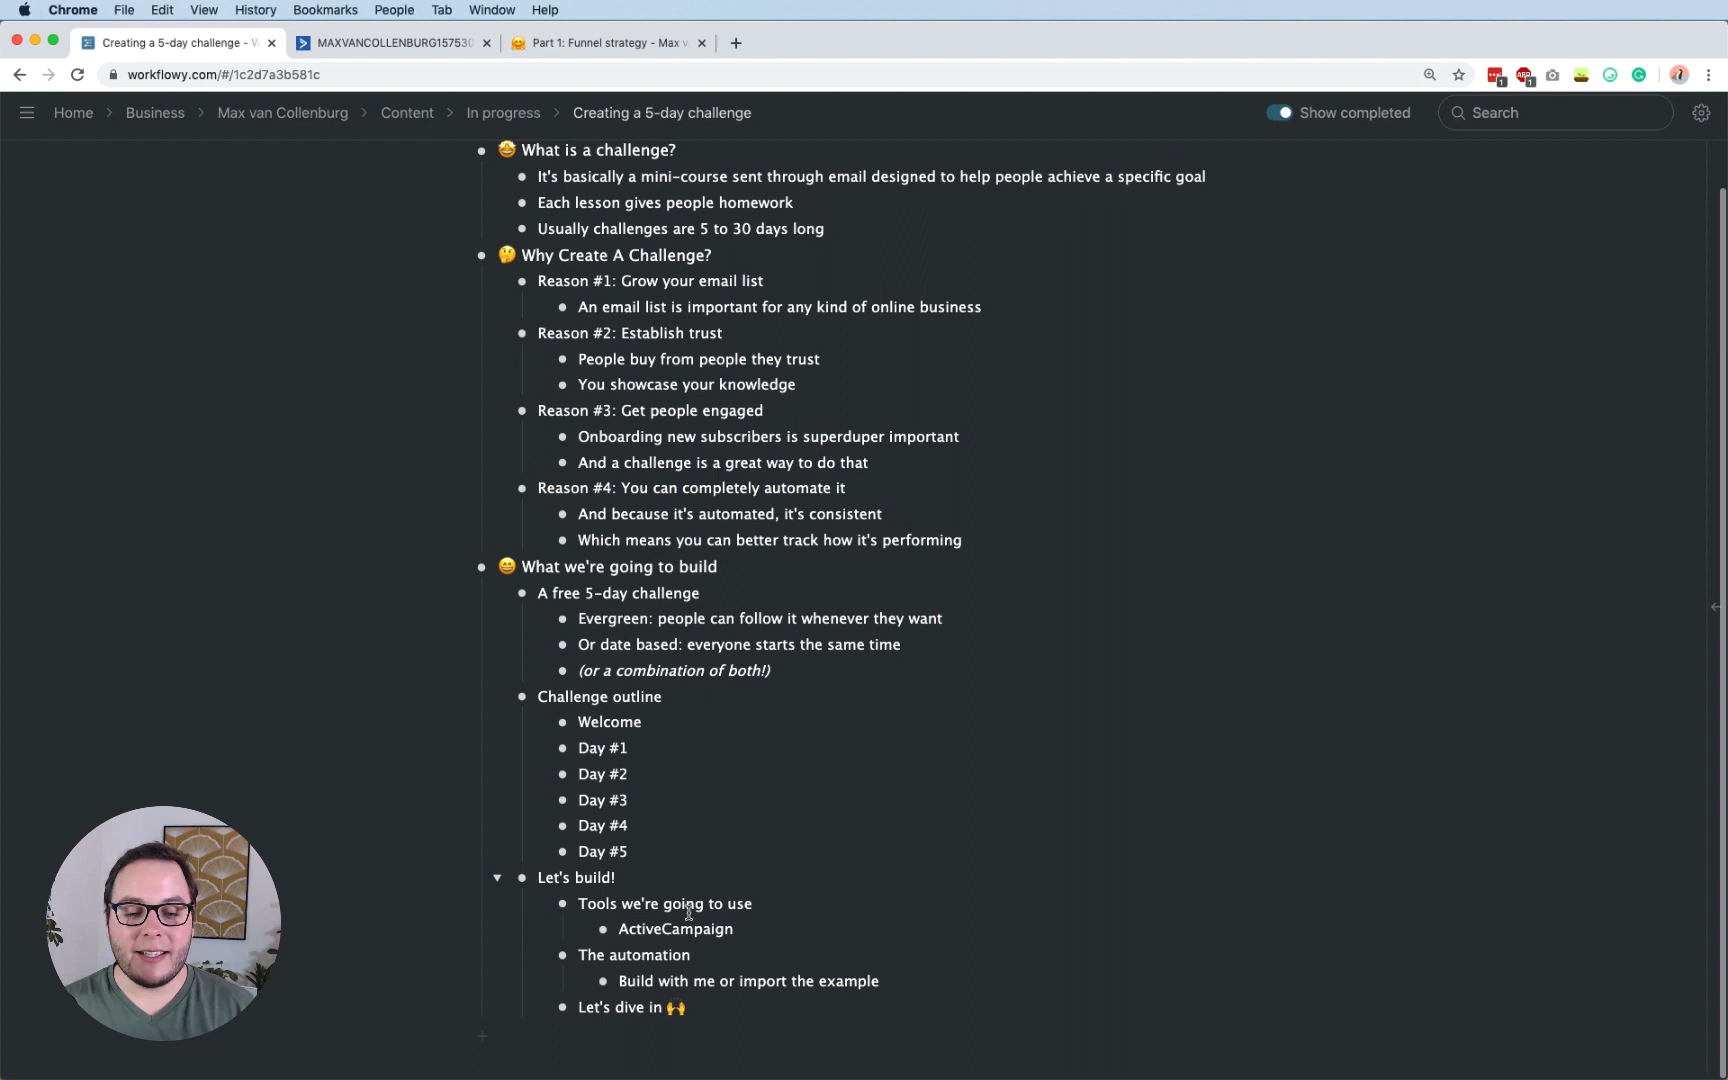 Chrome File Edit View History Bookmarks People Tab Window Help
Creating a 5-day challenge - W
MAXVANCOLLENBURG157530
Part 1: Funnel strategy - Max v
workflowy.com/#/1c2d7a3b581c
1
ABP
1
Home > Business > Max van Collenburg > Content > In progress > Creating a 5-day challenge
Show completed
Search
🤩 What is a challenge?
It's basically a mini-course sent through email designed to help people achieve a specific goal
Each lesson gives people homework
Usually challenges are 5 to 30 days long
🤔 Why Create A Challenge?
Reason #1: Grow your email list
An email list is important for any kind of online business
Reason #2: Establish trust
People buy from people they trust
You showcase your knowledge
Reason #3: Get people engaged
Onboarding new subscribers is superduper important
And a challenge is a great way to do that
Reason #4: You can completely automate it
And because it's automated, it's consistent
Which means you can better track how it's performing
😄 What we're going to build
A free 5-day challenge
Evergreen: people can follow it whenever they want
Or date based: everyone starts the same time
(or a combination of both!)
Challenge outline
Welcome
Day #1
Day #2
Day #3
Day #4
Day #5
Let's build!
Tools we're going to use
ActiveCampaign
The automation
Build with me or import the example
Let's dive in 🙌